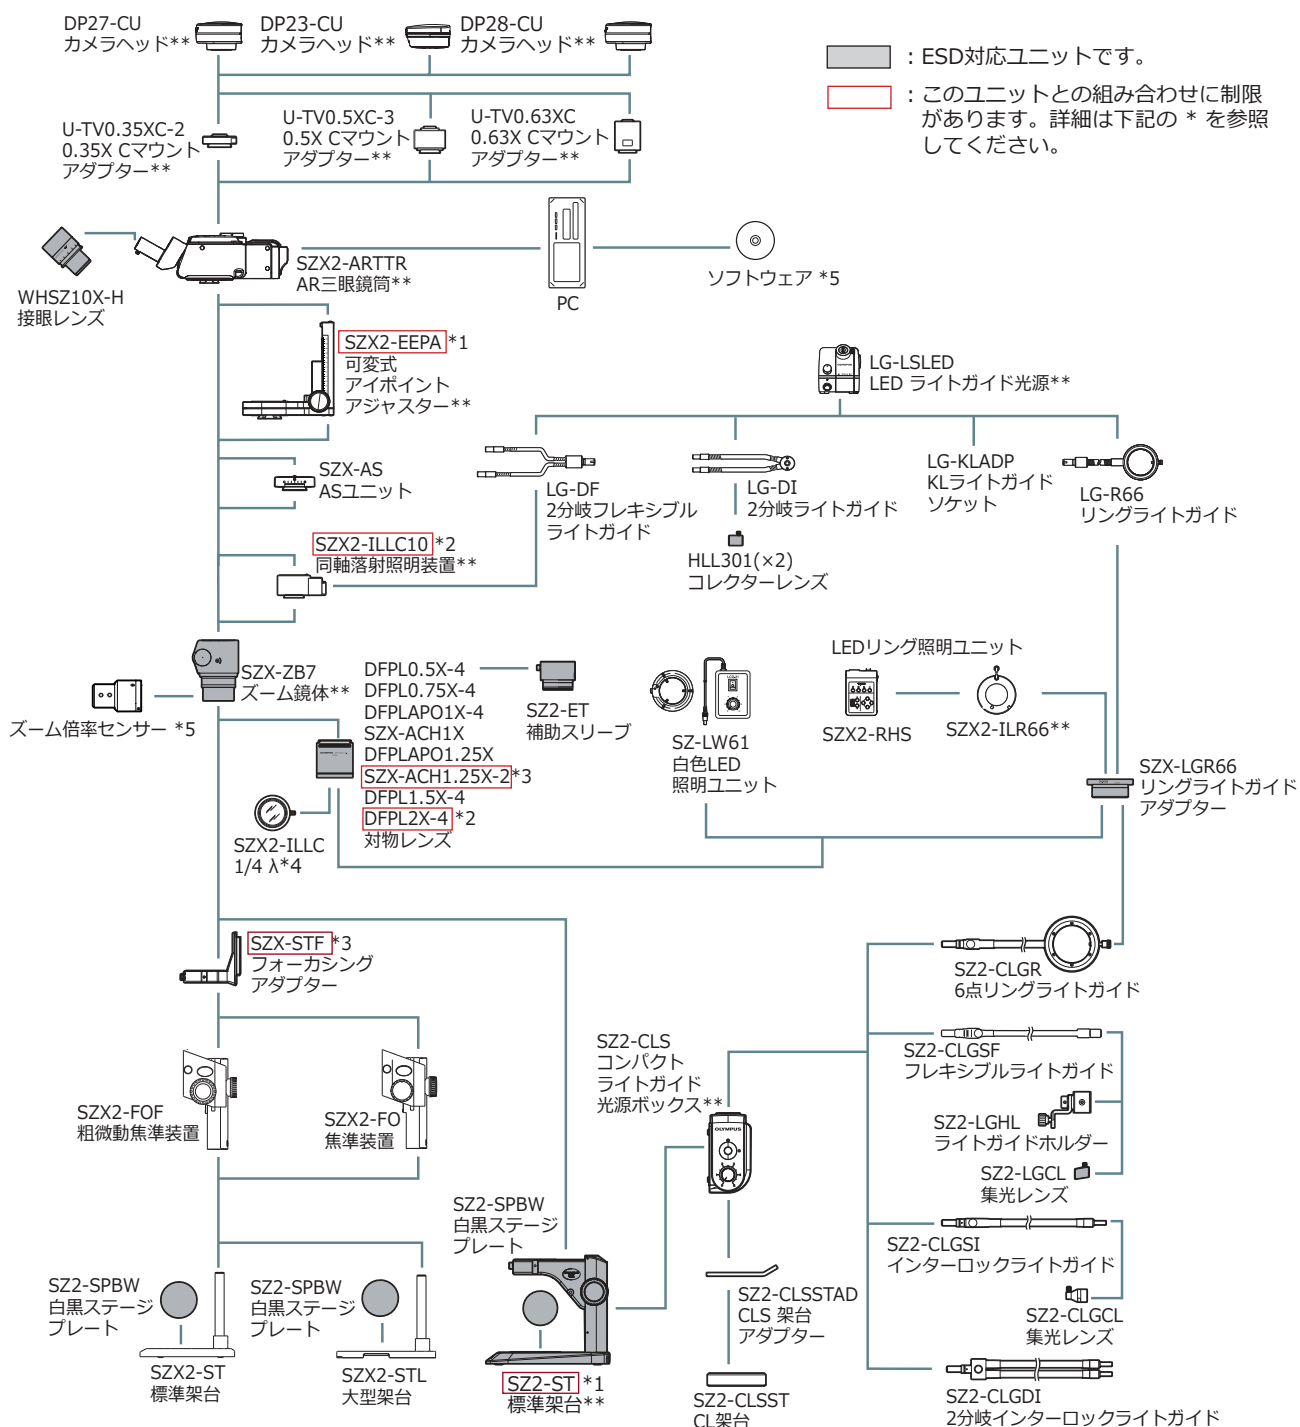 DP27-CU
カメラヘッド**
DP23-CU
カメラヘッド**
DP28-CU
カメラヘッド**
：ESD対応ユニットです。
：このユニットとの組み合わせに制限
があります。詳細は下記の * を参照
してください。
U-TV0.35XC-2
0.35X Cマウント
アダプター**
U-TV0.5XC-3
0.5X Cマウント
アダプター**
U-TV0.63XC
0.63X Cマウント
アダプター**
WHSZ10X-H
接眼レンズ
SZX2-ARTTR
AR三眼鏡筒**
PC
ソフトウェア *5
SZX2-EEPA *1
可変式
アイポイント
アジャスター**
LG-LSLED
LED ライトガイド光源**
SZX-AS
ASユニット
LG-DF
2分岐フレキシブル
ライトガイド
LG-DI
2分岐ライトガイド
LG-KLADP
KLライトガイド
ソケット
LG-R66
リングライトガイド
SZX2-ILLC10 *2
同軸落射照明装置**
HLL301(×2)
コレクターレンズ
SZX-ZB7
ズーム鏡体**
ズーム倍率センサー *5
DFPL0.5X-4
DFPL0.75X-4
DFPLAPO1X-4
SZX-ACH1X
DFPLAPO1.25X
SZX-ACH1.25X-2*3
DFPL1.5X-4
DFPL2X-4 *2
対物レンズ
SZ2-ET
補助スリーブ
SZX2-ILLC
1/4 λ*4
SZ-LW61
白色LED
照明ユニット
LEDリング照明ユニット
SZX2-RHS
SZX2-ILR66**
SZX-LGR66
リングライトガイド
アダプター
SZX-STF *3
フォーカシング
アダプター
SZ2-CLGR
6点リングライトガイド
SZX2-FOF
粗微動焦準装置
SZX2-FO
焦準装置
SZ2-CLS
コンパクト
ライトガイド
光源ボックス**
OLYMPUS
SZ2-CLGSF
フレキシブルライトガイド
SZ2-LGHL
ライトガイドホルダー
SZ2-LGCL
集光レンズ
SZ2-SPBW
白黒ステージ
プレート
SZ2-CLGSI
インターロックライトガイド
SZ2-SPBW
白黒ステージ
プレート
SZ2-SPBW
白黒ステージ
プレート
SZ2-CLSSTAD
CLS 架台
アダプター
SZ2-CLGCL
集光レンズ
SZX2-ST
標準架台
SZX2-STL
大型架台
SZ2-ST *1
標準架台**
SZ2-CLSST
CL架台
SZ2-CLGDI
2分岐インターロックライトガイド